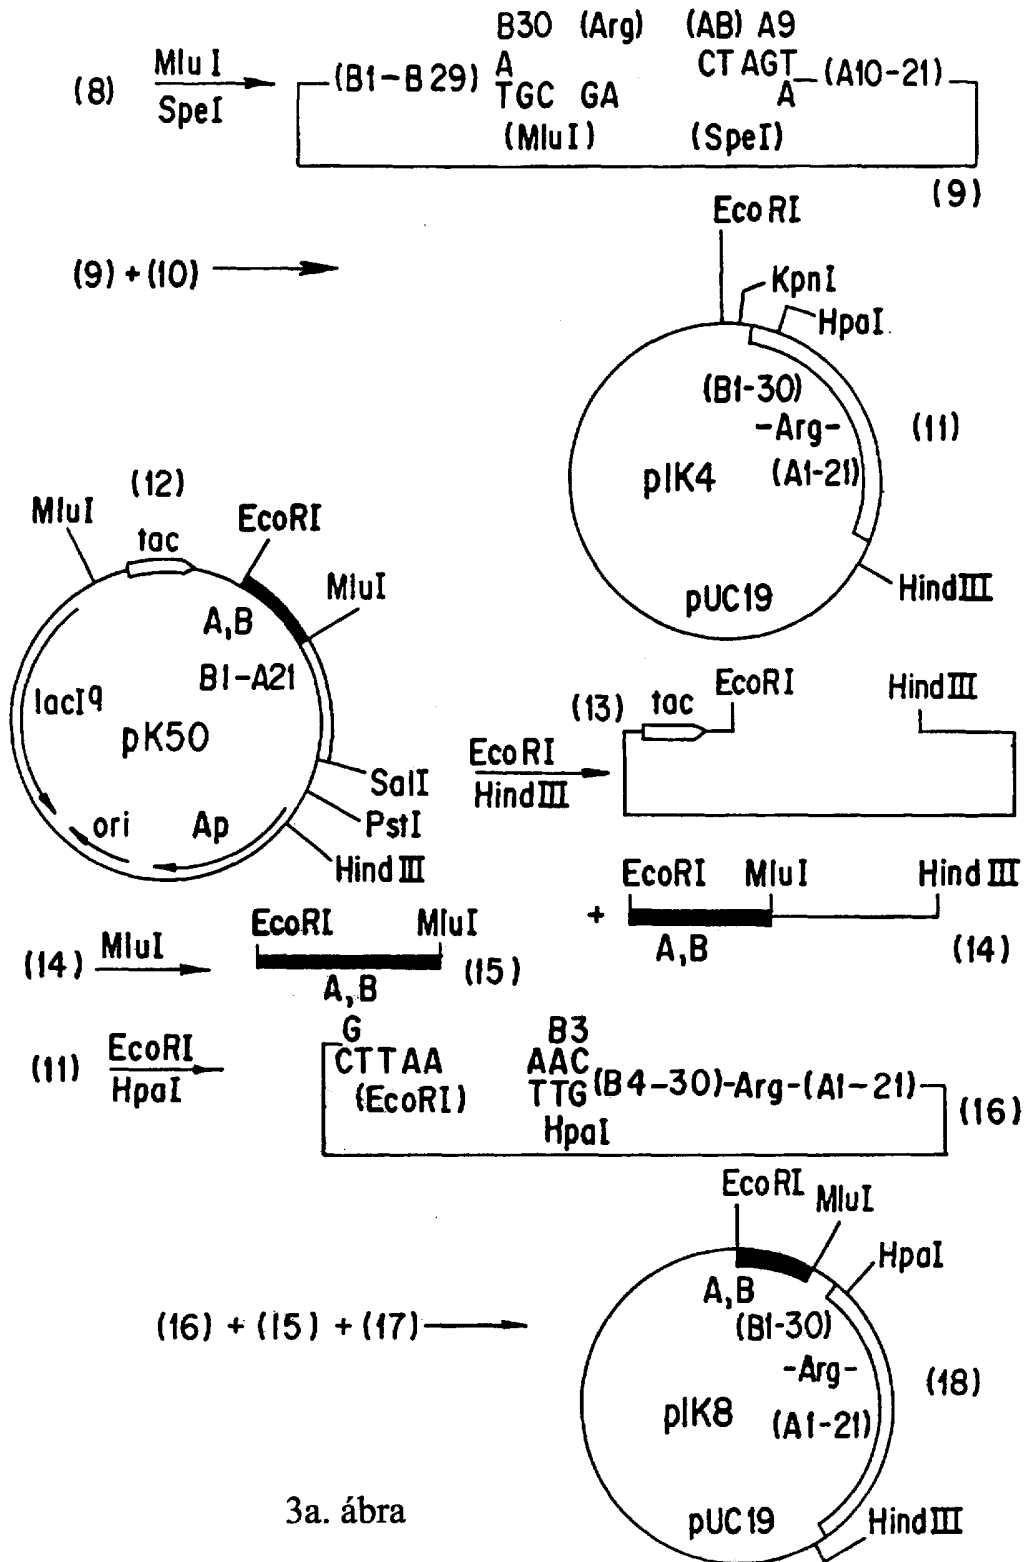 B30 (Arg) (AB) A9
(8) MluI (B1-B29) A CTAGT (A10-21)
SpeI TGC GA A
(MluI) (SpeI)
(9)
EcoRI
(9)+(10) KpnI
HpaI
(B1-30)
-Arg- (11)
pIK4 (A1-21)
(12)
MluI tac EcoRI
MluI
HindIII
pUC19
A,B
B1-A21
lacIq
pK50
(13) tac EcoRI HindIII
EcoRI
HindIII
SalI
PstI
ori Ap
HindIII
EcoRI MluI HindIII
+
A,B (14)
EcoRI MluI
(14) MluI (15)
A,B
G B3
(11) EcoRI CTTAA AAC
HpaI (EcoRI) TTG (B4-30)-Arg-(A1-21) (16)
HpaI
EcoRI MluI
HpaI
A,B
(16)+(15)+(17) (B1-30)
-Arg- (18)
pIK8 (A1-21)
3a. ábra pUC19 HindIII